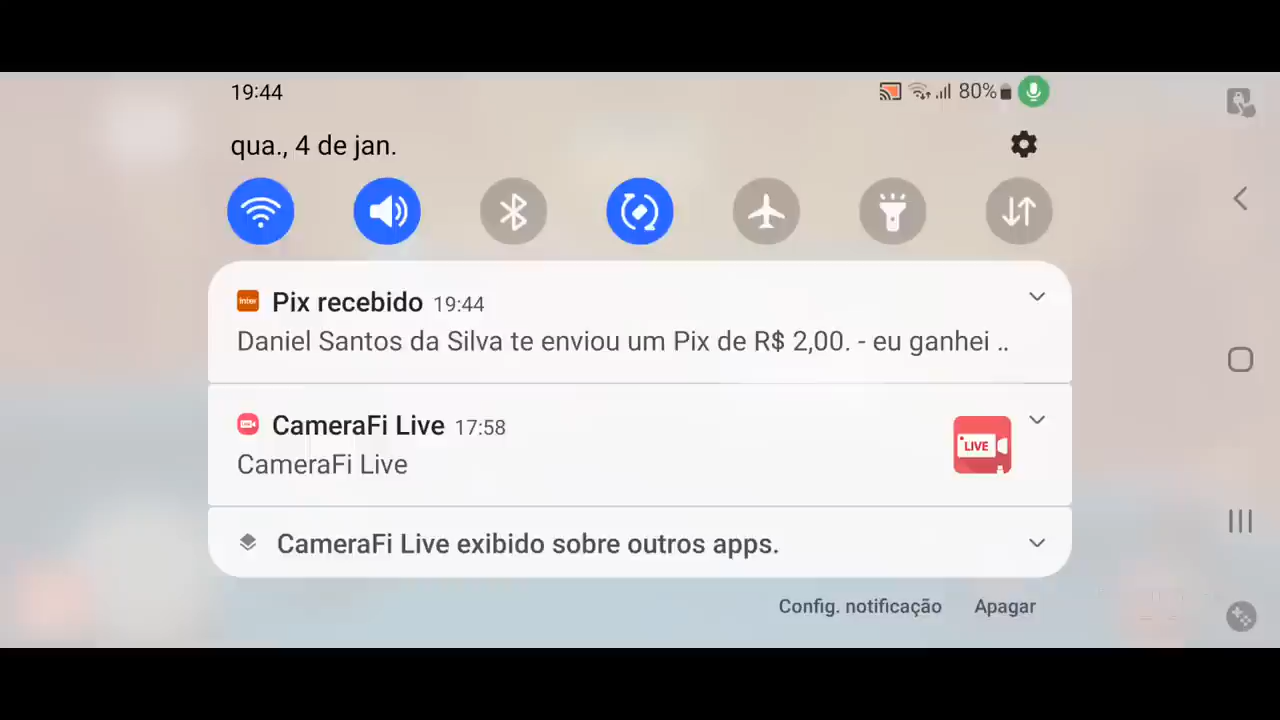 19:44
80%
qua., 4 de jan.
inter
Pix recebido 19:44
Daniel Santos da Silva te enviou um Pix de R$ 2,00. - eu ganhei ..
CameraFi Live 17:58
LIVE
CameraFi Live
CameraFi Live exibido sobre outros apps.
Config. notificação Apagar